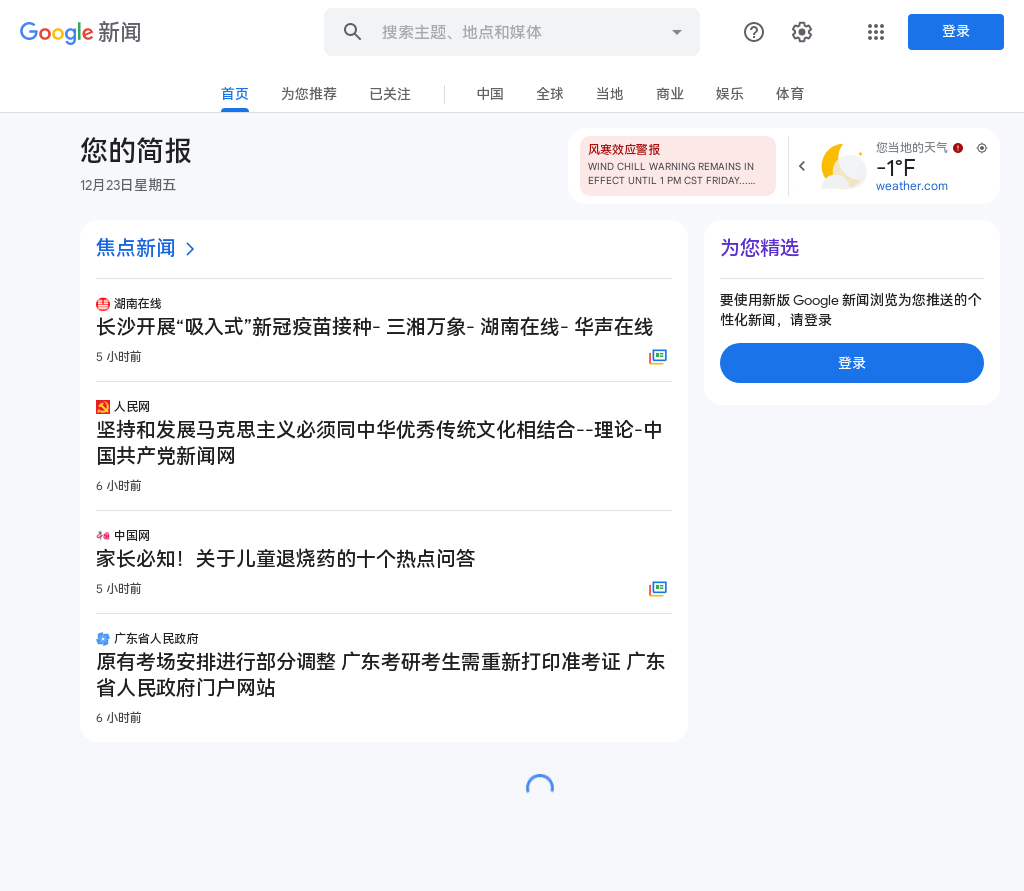 Google 新闻
搜索主题、地点和媒体
登录
首页 为您推荐 已关注 中国 全球 当地 商业 娱乐 体育
您的简报
12月23日星期五
风寒效应警报
WIND CHILL WARNING REMAINS IN
EFFECT UNTIL 1 PM CST FRIDAY...…
您当地的天气
-1°F
weather.com
焦点新闻
湖南在线
长沙开展“吸入式”新冠疫苗接种- 三湘万象- 湖南在线- 华声在线
5 小时前
人民网
坚持和发展马克思主义必须同中华优秀传统文化相结合--理论-中
国共产党新闻网
6 小时前
中国网
家长必知！关于儿童退烧药的十个热点问答
5 小时前
广东省人民政府
原有考场安排进行部分调整 广东考研考生需重新打印准考证 广东
省人民政府门户网站
6 小时前
为您精选
要使用新版 Google 新闻浏览为您推送的个
性化新闻，请登录
登录